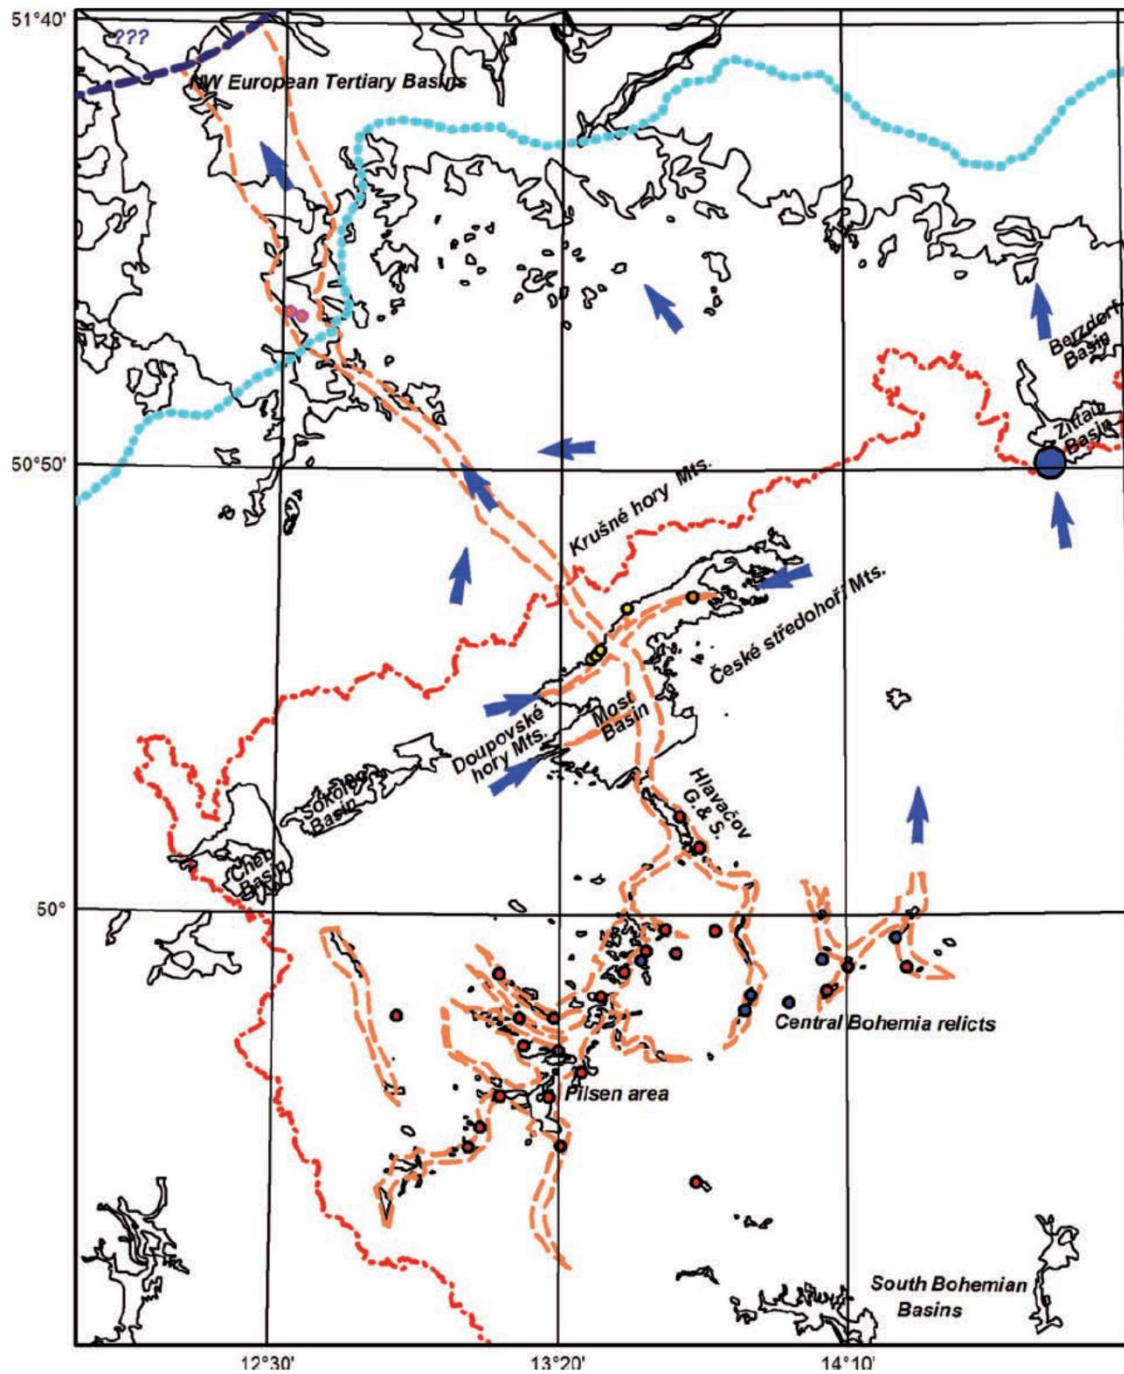 51°40'
???
NW European Tertiary Basins
Berzdorf
Basin
Zittau
Basin
50°50'
Krušné hory Mts.
České středohoří Mts.
Most
Basin
Doupovské
hory Mts.
Sokolov
Basin
Hlavačov
G.& S.
Cheb
Basin
50°
Central Bohemia relicts
Pilsen area
South Bohemian
Basins
12°30'
13°20'
14°10'